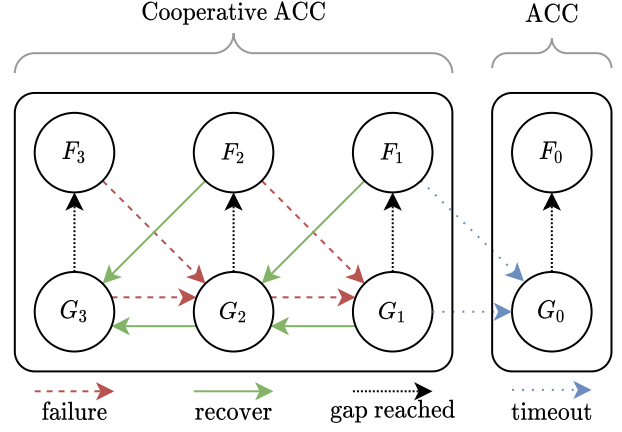 Cooperative ACC
ACC
F₃
F₂
F₁
F₀
G₃
G₂
G₁
G₀
failure
recover
gap reached
timeout